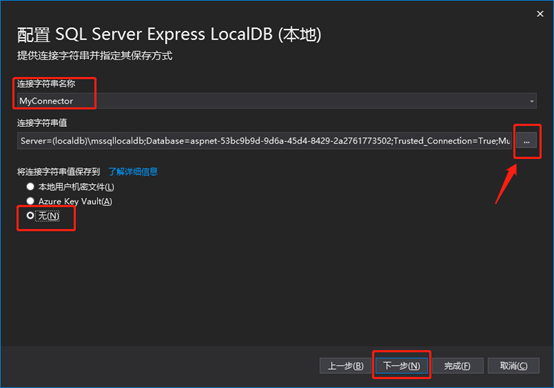 配置 SQL Server Express LocalDB (本地)
提供连接字符串并指定其保存方式
连接字符串名称
MyConnector
连接字符串值
Server=(localdb)\mssqllocaldb;Database=aspnet-53bc9b9d-9d6a-45d4-8429-2a2761773502;Trusted_Connection=True;Mu
...
将连接字符串值保存到 了解详细信息
本地用户机密文件(L)
Azure Key Vault(A)
无(N)
上一步(B) 下一步(N) 完成(F) 取消(C)